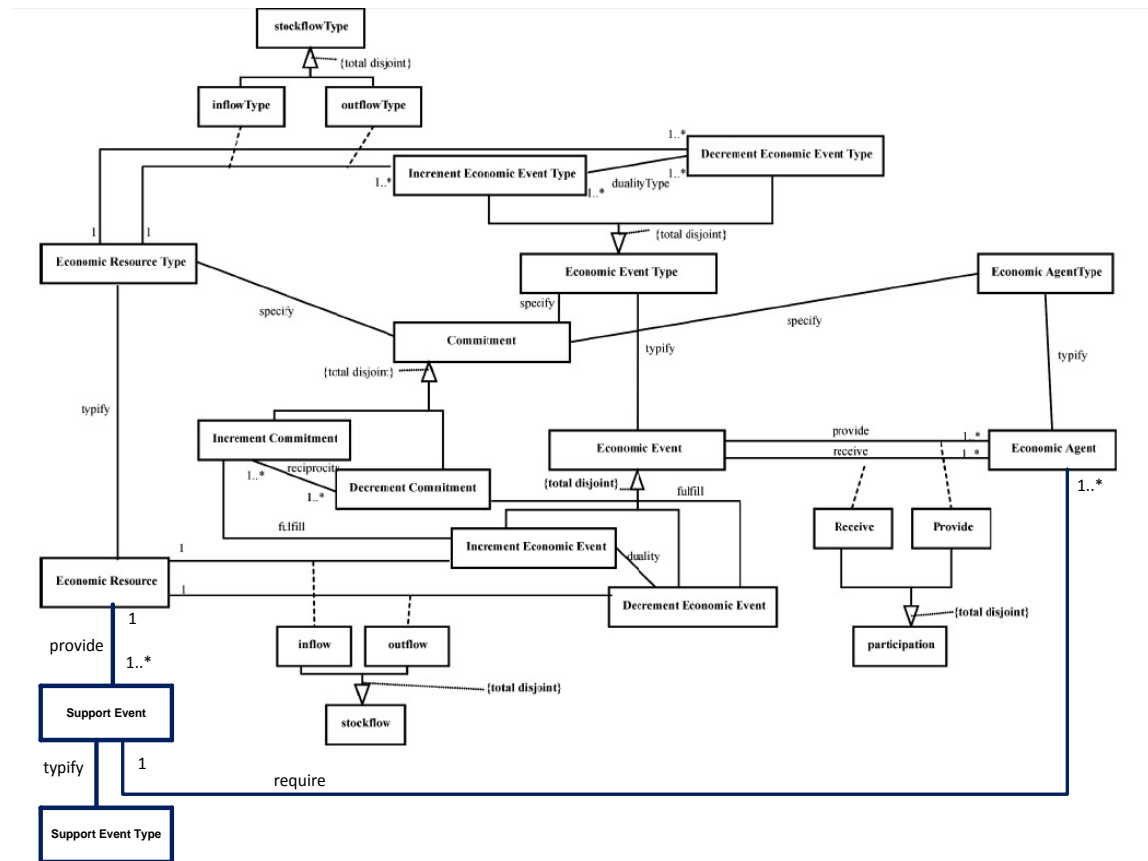 stockflowType
{total disjoint}
inflowType
outflowType
1..*
Decrement Economic Event Type
Increment Economic Event Type
1..*
dualityType
1..*
1..*
1
1
{total disjoint}
Economic Resource Type
Economic Event Type
Economic AgentType
specify
specify
specify
Commitment
typify
typify
{total disjoint}
typify
Increment Commitment
provide
1..*
Economic Event
receive
1..*
Economic Agent
reciprocity
1..*
1..*
Decrement Commitment
{total disjoint}
fulfill
1..*
fulfill
Receive
Provide
1
Increment Economic Event
duality
Economic Resource
1
Decrement Economic Event
{total disjoint}
1
provide
inflow
outflow
participation
1..*
{total disjoint}
Support Event
stockflow
typify
1
require
Support Event Type